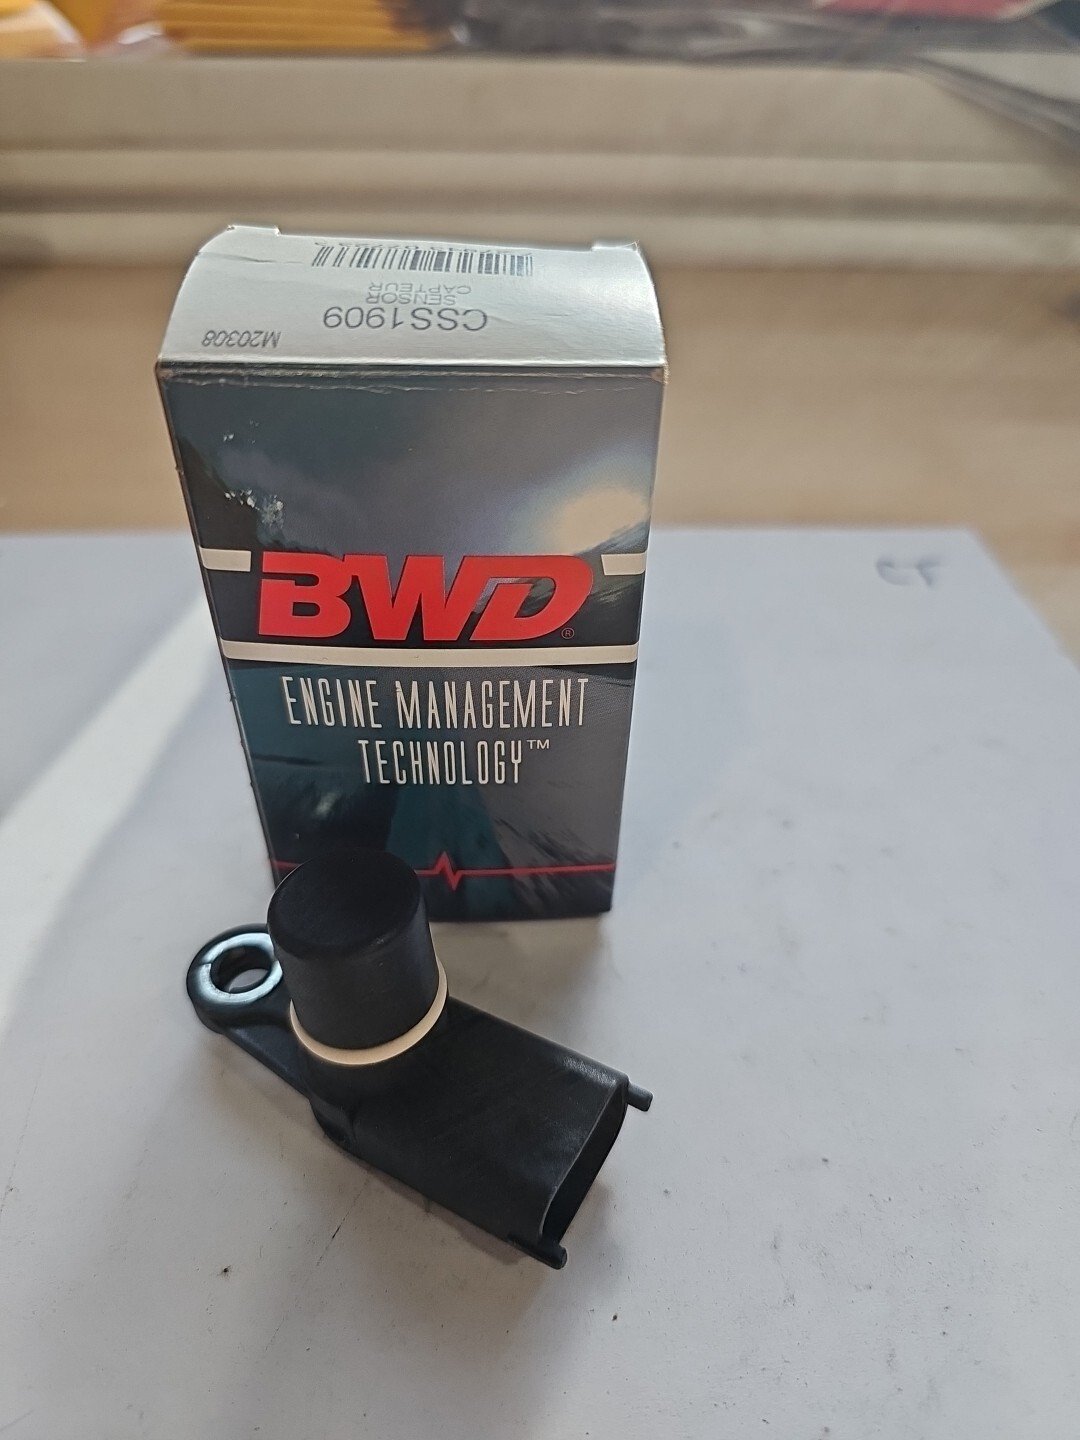 CSS1909
SENSOR
CAPTEUR
M20308
BWD®
ENGINE MANAGEMENT
TECHNOLOGY™